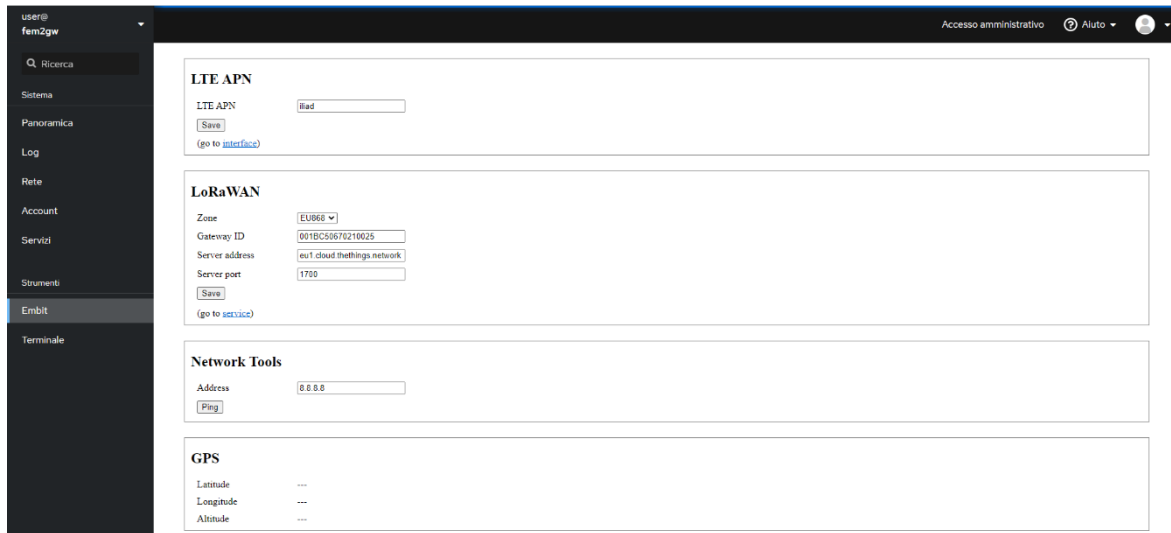 user@
fem2gw
Accesso amministrativo
Aiuto
Ricerca
Sistema
Panoramica
Log
Rete
Account
Servizi
Strumenti
Embit
Terminale
LTE APN
LTE APN iliad
Save
(go to interface)
LoRaWAN
Zone EU868
Gateway ID 001BC50670210025
Server address eu1.cloud.thethings.network
Server port 1700
Save
(go to service)
Network Tools
Address 8.8.8.8
Ping
GPS
Latitude ---
Longitude ---
Altitude ---